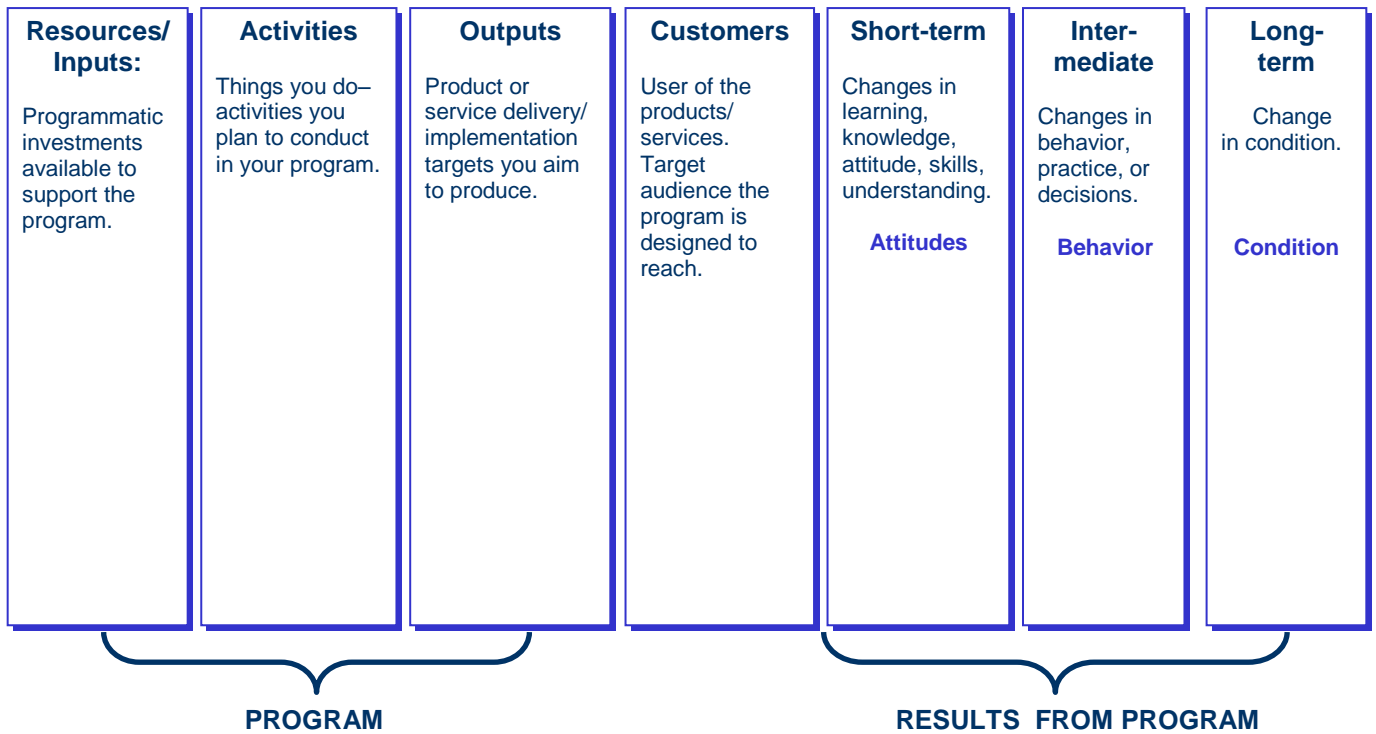 Resources/
Inputs:
Programmatic
investments
available to
support the
program.
Activities
Things you do–
activities you
plan to conduct
in your program.
Outputs
Product or
service delivery/
implementation
targets you aim
to produce.
Customers
User of the
products/
services.
Target
audience the
program is
designed to
reach.
Short-term
Changes in
learning,
knowledge,
attitude, skills,
understanding.
Attitudes
Inter-
mediate
Changes in
behavior,
practice, or
decisions.
Behavior
Long-
term
Change
in condition.
Condition
PROGRAM
RESULTS FROM PROGRAM